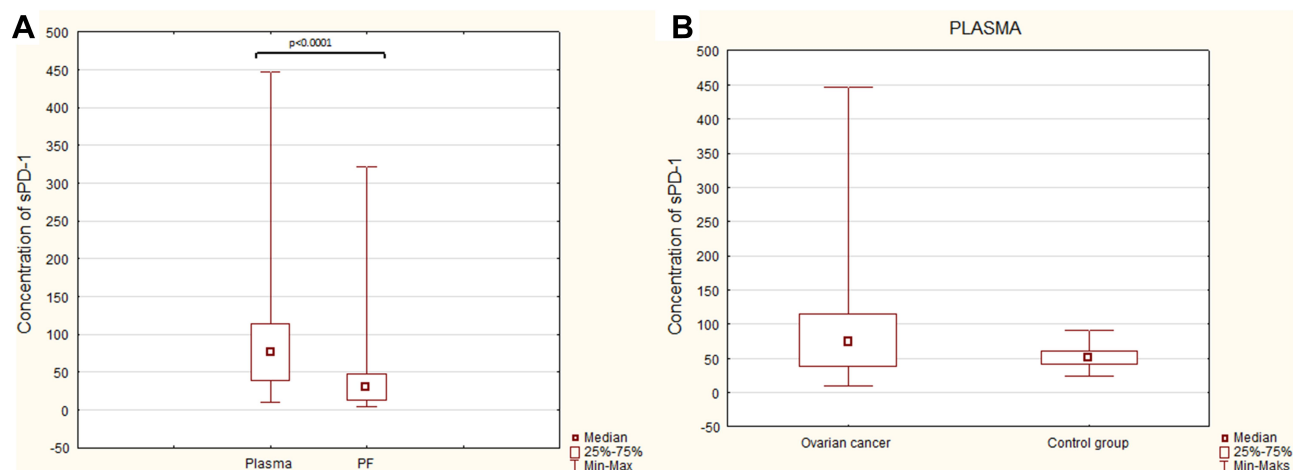 A
Concentration of sPD-1
500
450
400
350
300
250
200
150
100
50
0
-50
p<0.0001
Plasma
PF
Median
25%-75%
Min-Max
B
PLASMA
Concentration of sPD-1
500
450
400
350
300
250
200
150
100
50
0
-50
Ovarian cancer
Control group
Median
25%-75%
Min-Maks